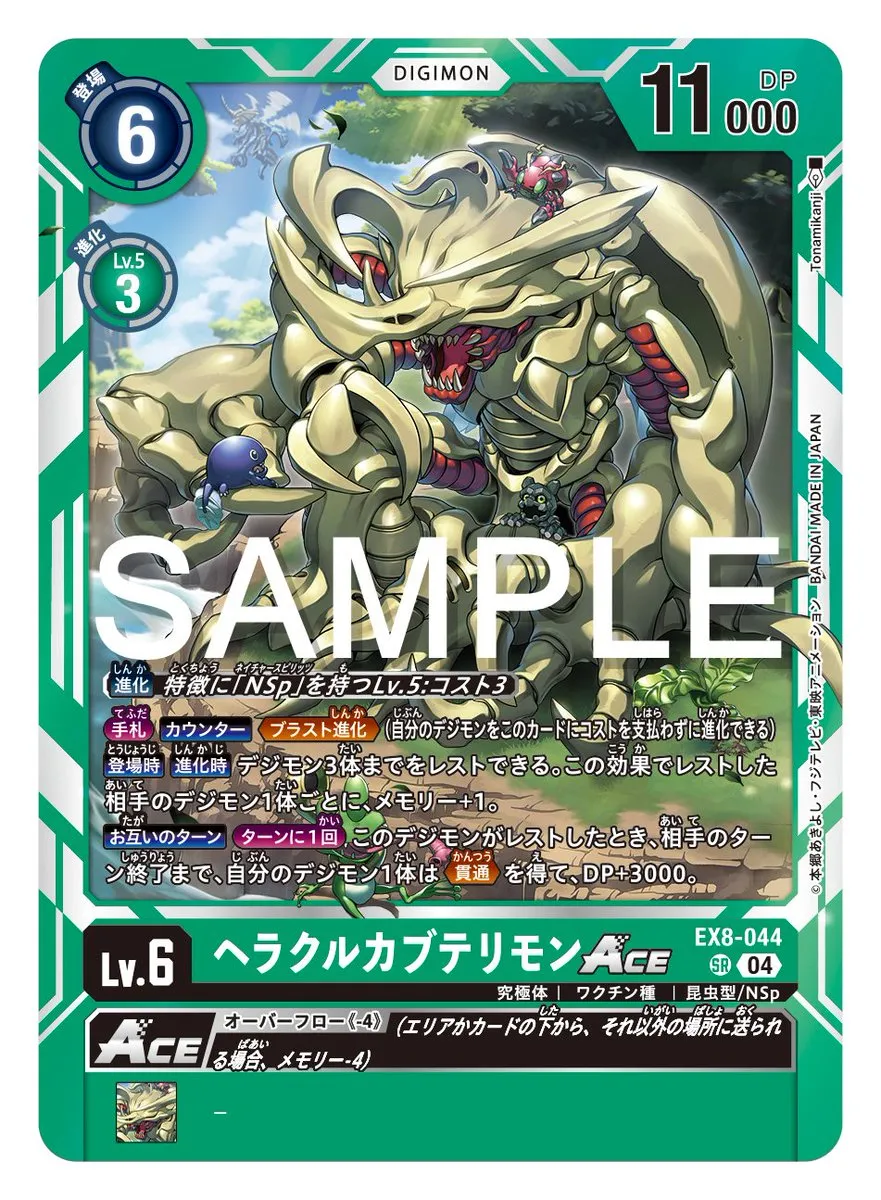 DIGIMON
登場
6
11000
DP
進化
Lv.5
3
Tonamikanji
SAMPLE
©本郷あきよし・フジテレビ・東映アニメーション BANDAI MADE IN JAPAN
進化 特徴に「NSp」を持つLv.5:コスト3
手札 カウンター ブラスト進化 (自分のデジモンをこのカードにコストを支払わずに進化できる)
登場時 進化時 デジモン3体までをレストできる。この効果でレストした
相手のデジモン1体ごとに、メモリー+1。
お互いのターン ターンに1回 このデジモンがレストしたとき、相手のター
ン終了まで、自分のデジモン1体は 貫通 を得て、DP+3000。
Lv.6
ヘラクルカブテリモン ACE
EX8-044
SR 04
究極体 | ワクチン種 | 昆虫型/NSp
ACE オーバーフロー《-4》 (エリアかカードの下から、それ以外の場所に送られ
る場合、メモリー-4)
–